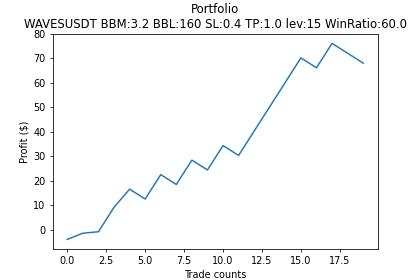 Portfolio
WAVESUSDT BBM:3.2 BBL:160 SL:0.4 TP:1.0 lev:15 WinRatio:60.0
80
70
60
50
40
30
20
10
0
Profit ($)
0.0 2.5 5.0 7.5 10.0 12.5 15.0 17.5
Trade counts